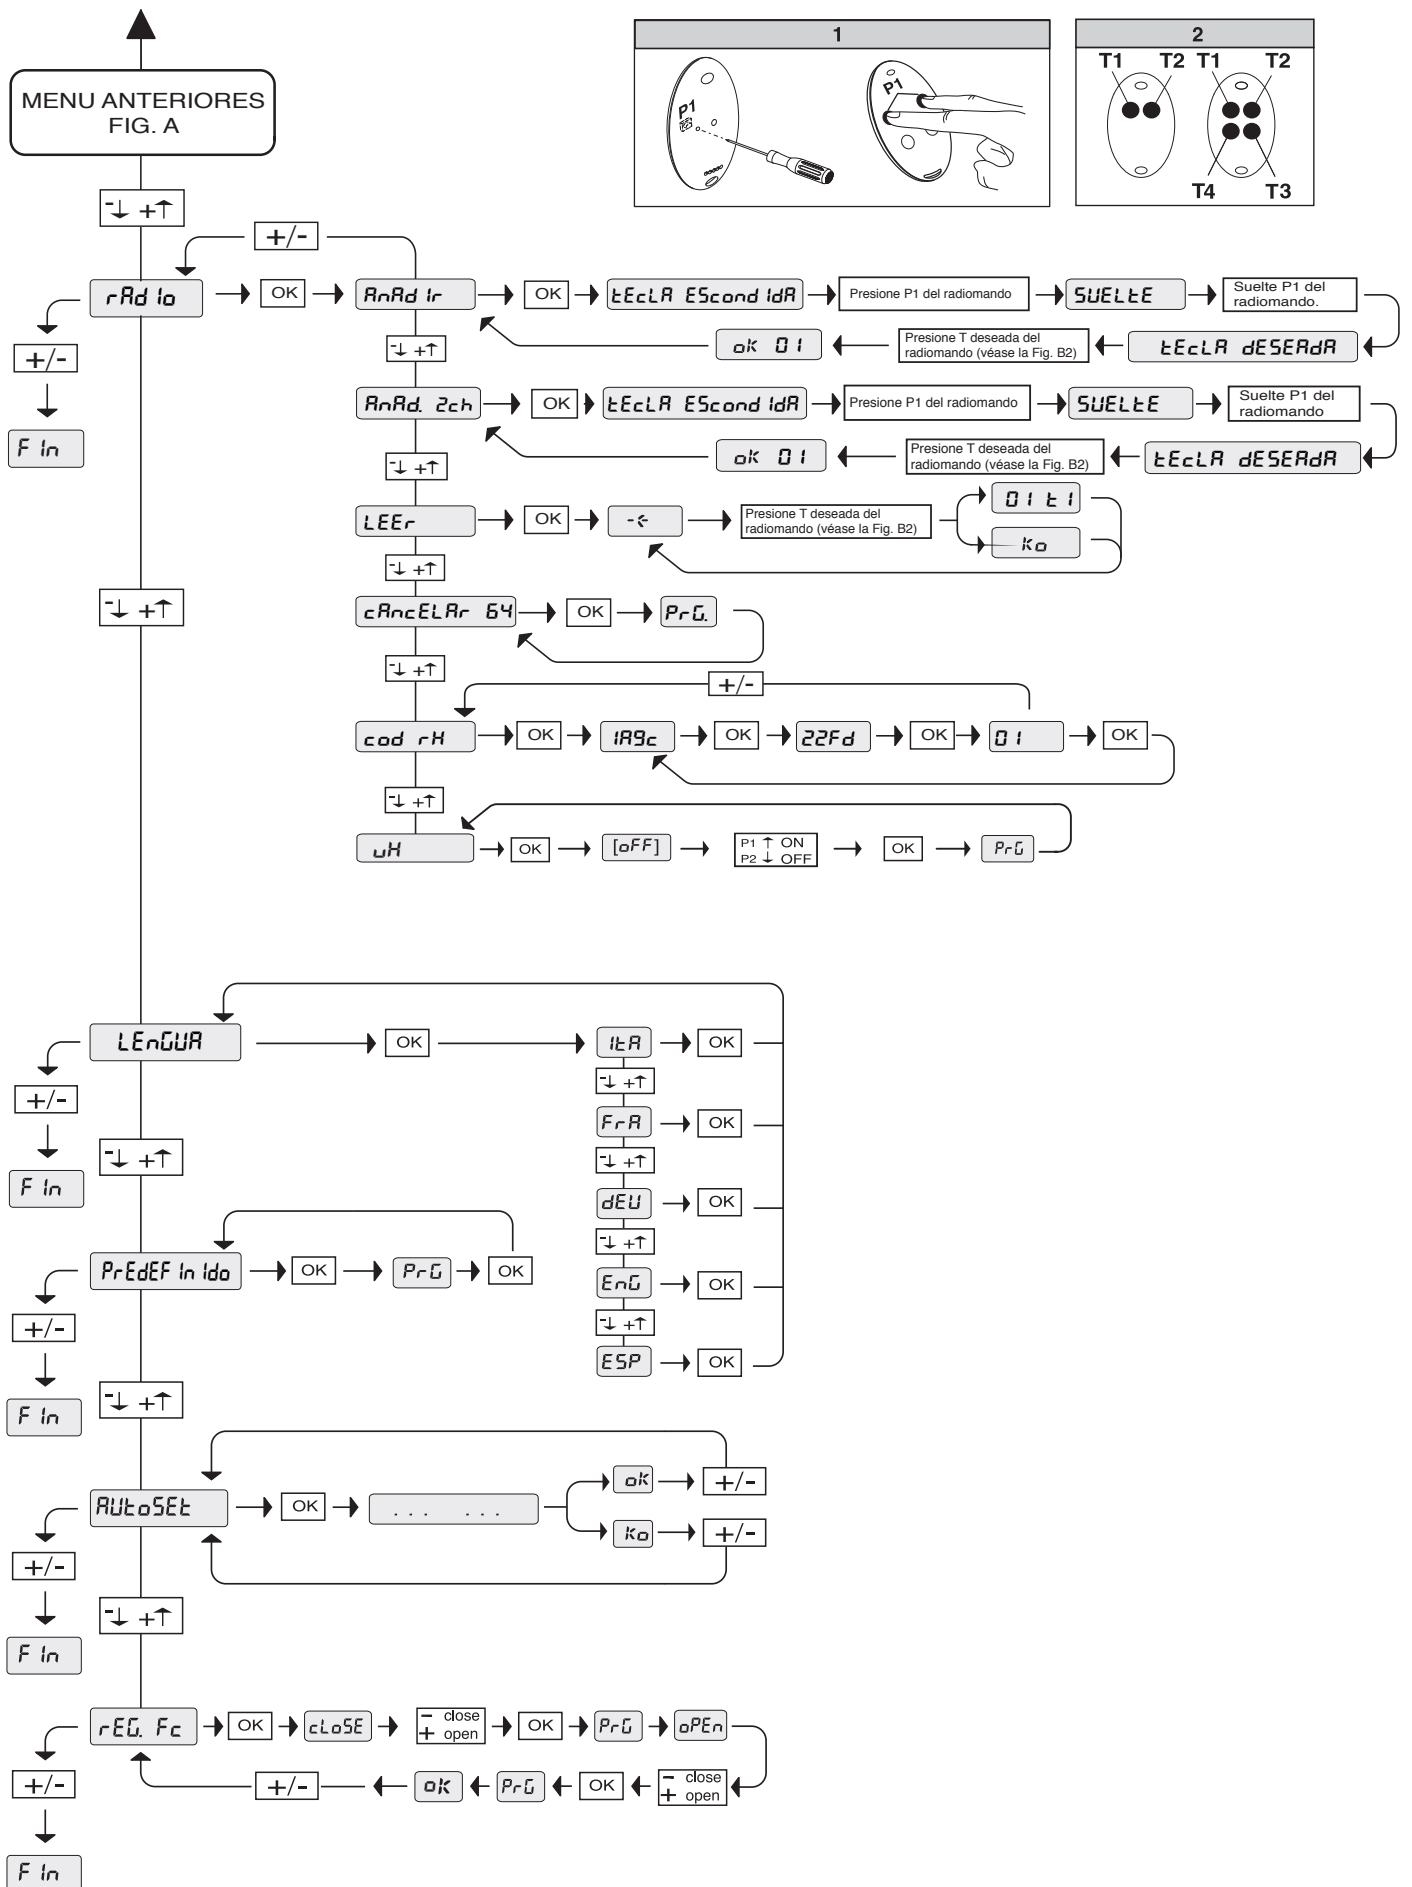 MENU ANTERIORES
FIG. A
1
P1
P1
2
T1 T2 T1 T2
T4 T3
-↓ +↑
+/-
rAdIo
OK
AnAdIr
OK
tEcLA EScondIdA
Presione P1 del radiomando
SUELtE
Suelte P1 del
radiomando.
tEcLA dESEAdA
Presione T deseada del
radiomando (véase la Fig. B2)
oK 01
+/-
FIn
-↓ +↑
AnAd. 2ch
OK
tEcLA EScondIdA
Presione P1 del radiomando
SUELtE
Suelte P1 del
radiomando
tEcLA dESEAdA
Presione T deseada del
radiomando (véase la Fig. B2)
oK 01
-↓ +↑
LEEr
OK
-<-
Presione T deseada del
radiomando (véase la Fig. B2)
01 t1
Ko
-↓ +↑
-↓ +↑
cAncELAr 64
OK
PrG.
-↓ +↑
+/-
cod rH
OK
1A9c
OK
22Fd
OK
01
OK
-↓ +↑
uH
OK
[oFF]
P1 ↑ ON
P2 ↓ OFF
OK
PrG
LEnGUA
OK
ItA
OK
-↓ +↑
FrA
OK
-↓ +↑
dEU
OK
-↓ +↑
EnG
OK
-↓ +↑
ESP
OK
+/-
FIn
-↓ +↑
PrEdEFInIdo
OK
PrG
OK
+/-
FIn
-↓ +↑
AUtoSEt
OK
... ...
oK
+/-
Ko
+/-
+/-
FIn
-↓ +↑
rEG. Fc
OK
cLoSE
- close
+ open
OK
PrG
oPEn
- close
+ open
OK
PrG
oK
+/-
+/-
FIn